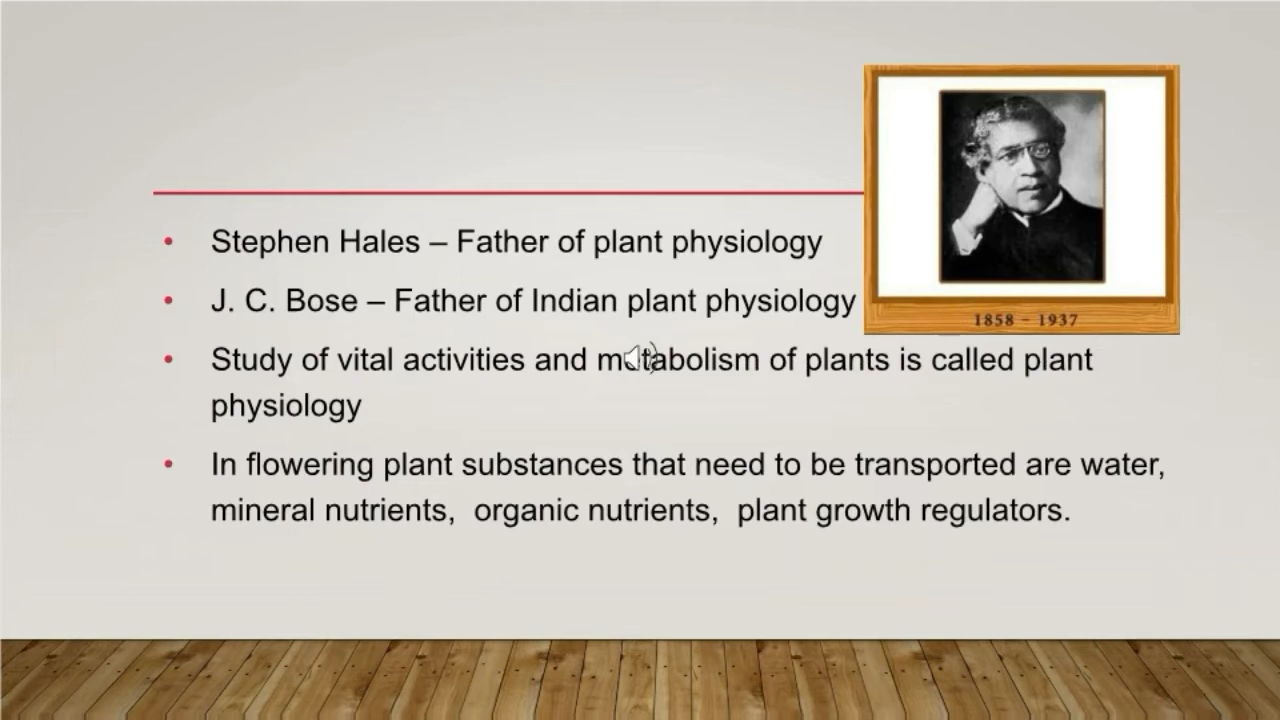 Stephen Hales – Father of plant physiology
J. C. Bose – Father of Indian plant physiology
1858 – 1937
Study of vital activities and metabolism of plants is called plant
physiology
In flowering plant substances that need to be transported are water,
mineral nutrients,  organic nutrients,  plant growth regulators.